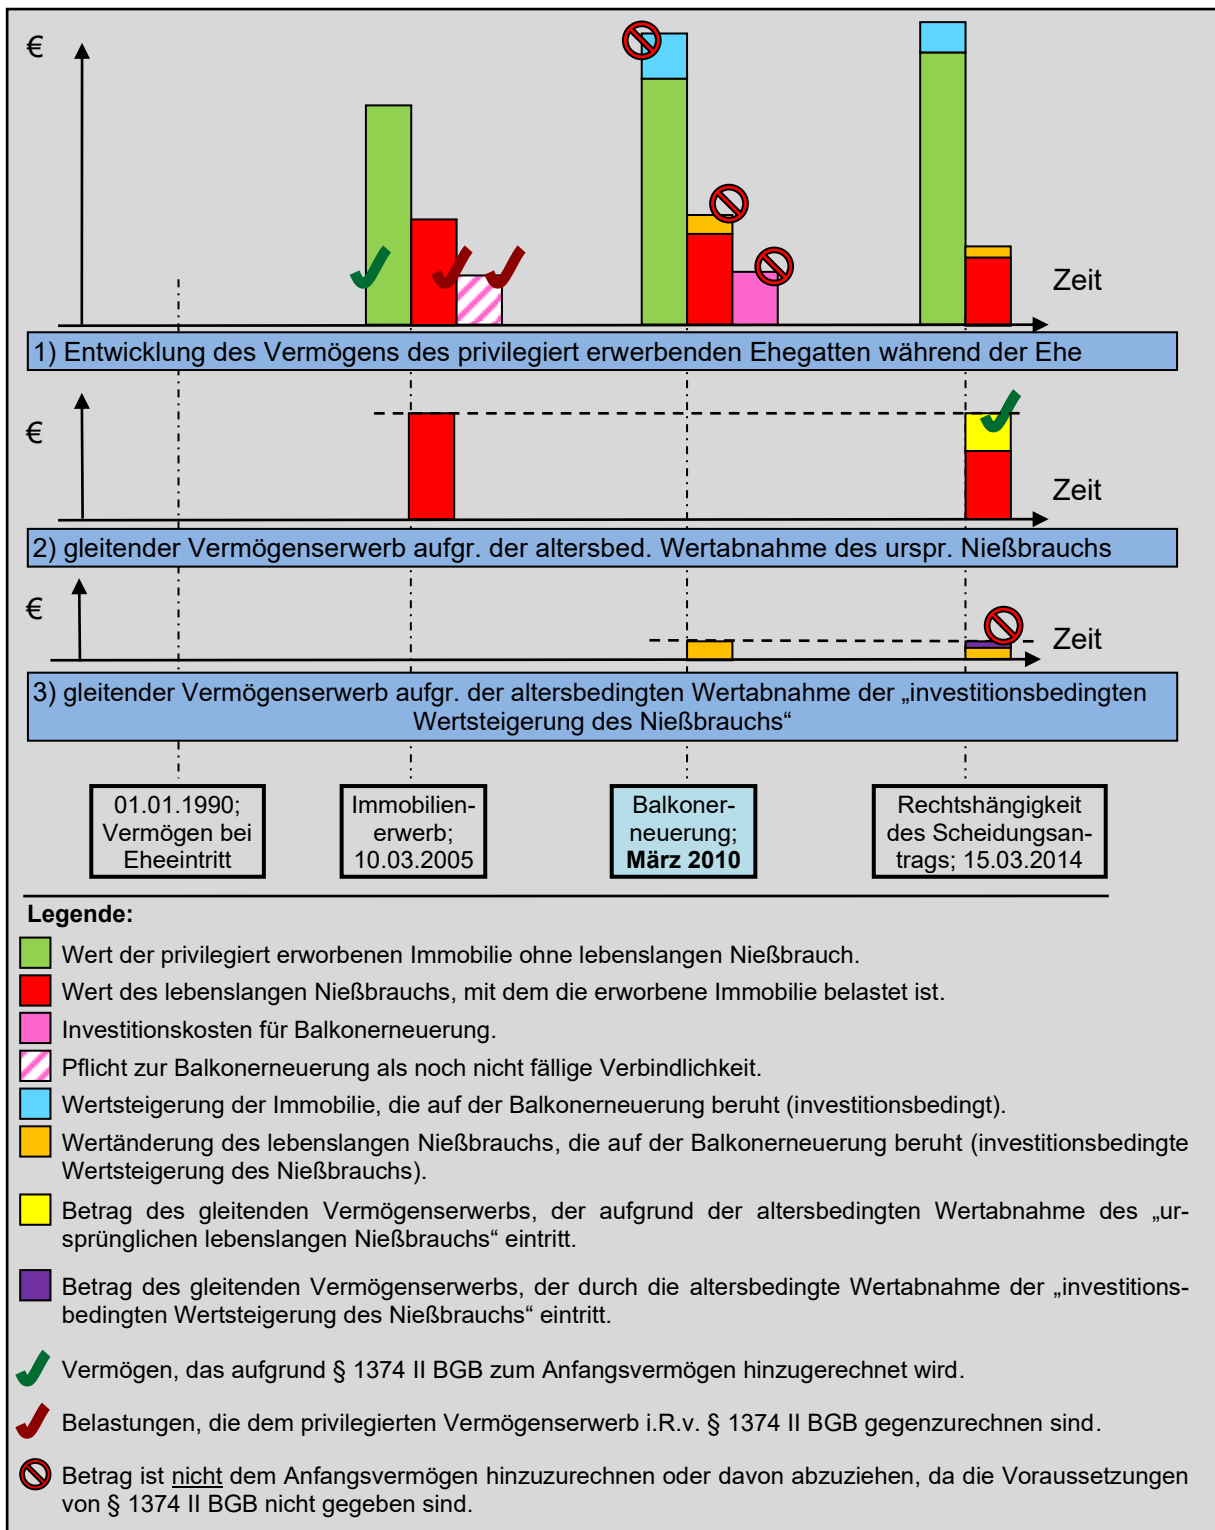 €
Zeit
1) Entwicklung des Vermögens des privilegiert erwerbenden Ehegatten während der Ehe
€
Zeit
2) gleitender Vermögenserwerb aufgr. der altersbed. Wertabnahme des urspr. Nießbrauchs
€
Zeit
3) gleitender Vermögenserwerb aufgr. der altersbedingten Wertabnahme der „investitionsbedingten
Wertsteigerung des Nießbrauchs“
01.01.1990;
Vermögen bei
Eheeintritt
Immobilien-
erwerb;
10.03.2005
Balkoner-
neuerung;
März 2010
Rechtshängigkeit
des Scheidungsan-
trags; 15.03.2014
Legende:
Wert der privilegiert erworbenen Immobilie ohne lebenslangen Nießbrauch.
Wert des lebenslangen Nießbrauchs, mit dem die erworbene Immobilie belastet ist.
Investitionskosten für Balkonerneuerung.
Pflicht zur Balkonerneuerung als noch nicht fällige Verbindlichkeit.
Wertsteigerung der Immobilie, die auf der Balkonerneuerung beruht (investitionsbedingt).
Wertänderung des lebenslangen Nießbrauchs, die auf der Balkonerneuerung beruht (investitionsbedingte
Wertsteigerung des Nießbrauchs).
Betrag des gleitenden Vermögenserwerbs, der aufgrund der altersbedingten Wertabnahme des „ur-
sprünglichen lebenslangen Nießbrauchs“ eintritt.
Betrag des gleitenden Vermögenserwerbs, der durch die altersbedingte Wertabnahme der „investitions-
bedingten Wertsteigerung des Nießbrauchs“ eintritt.
Vermögen, das aufgrund § 1374 II BGB zum Anfangsvermögen hinzugerechnet wird.
Belastungen, die dem privilegierten Vermögenserwerb i.R.v. § 1374 II BGB gegenzurechnen sind.
Betrag ist nicht dem Anfangsvermögen hinzuzurechnen oder davon abzuziehen, da die Voraussetzungen
von § 1374 II BGB nicht gegeben sind.